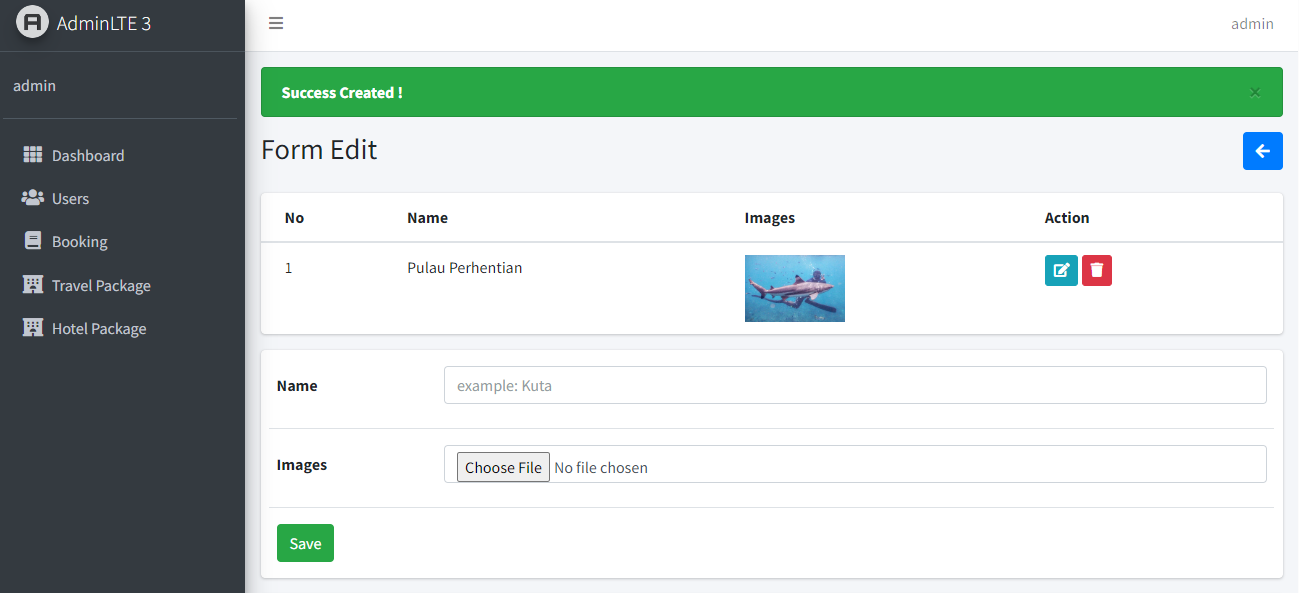 AdminLTE 3
admin
admin
Success Created !
×
Form Edit
Dashboard
Users
Booking
Travel Package
Hotel Package
No Name Images Action
1 Pulau Perhentian
Name example: Kuta
Images Choose File No file chosen
Save